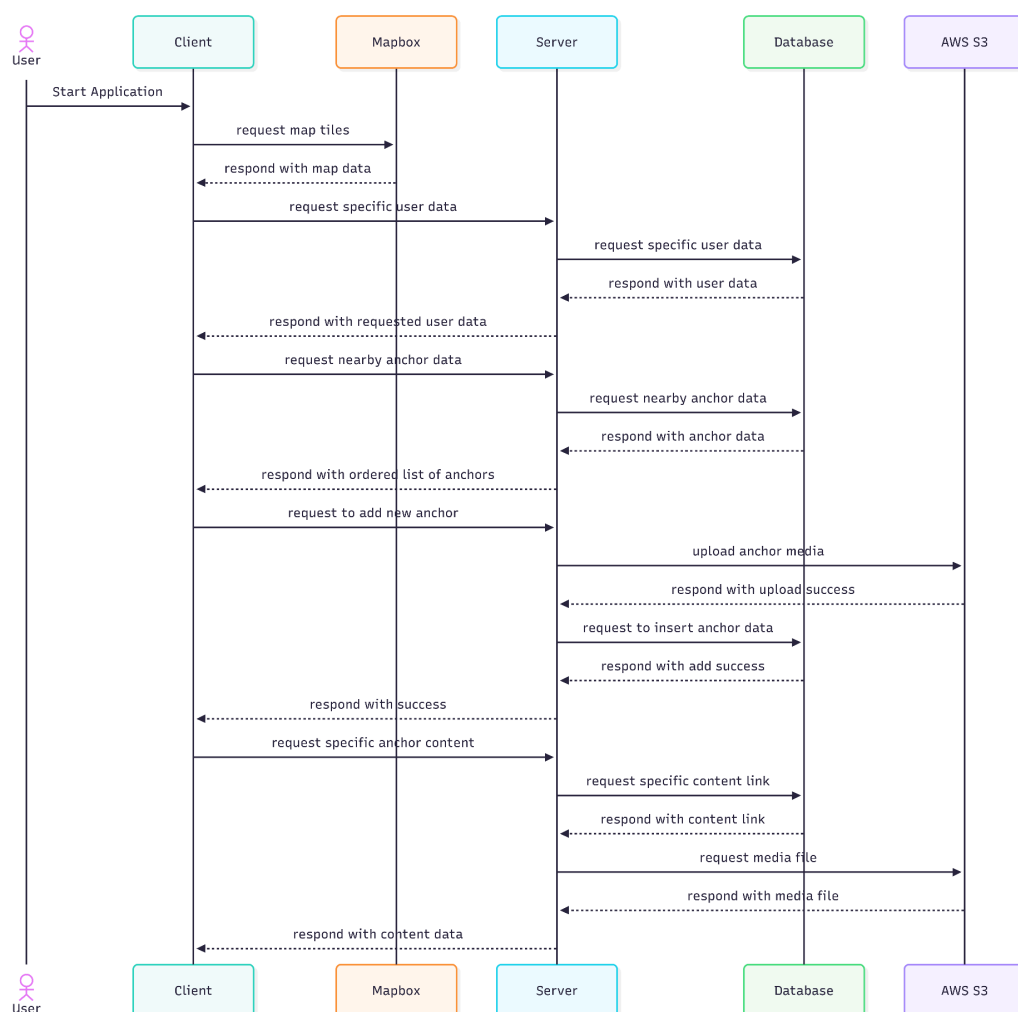 User
Client
Mapbox
Server
Database
AWS S3
Start Application
request map tiles
respond with map data
request specific user data
request specific user data
respond with user data
respond with requested user data
request nearby anchor data
request nearby anchor data
respond with anchor data
respond with ordered list of anchors
request to add new anchor
upload anchor media
respond with upload success
request to insert anchor data
respond with add success
respond with success
request specific anchor content
request specific content link
respond with content link
request media file
respond with media file
respond with content data
User
Client
Mapbox
Server
Database
AWS S3